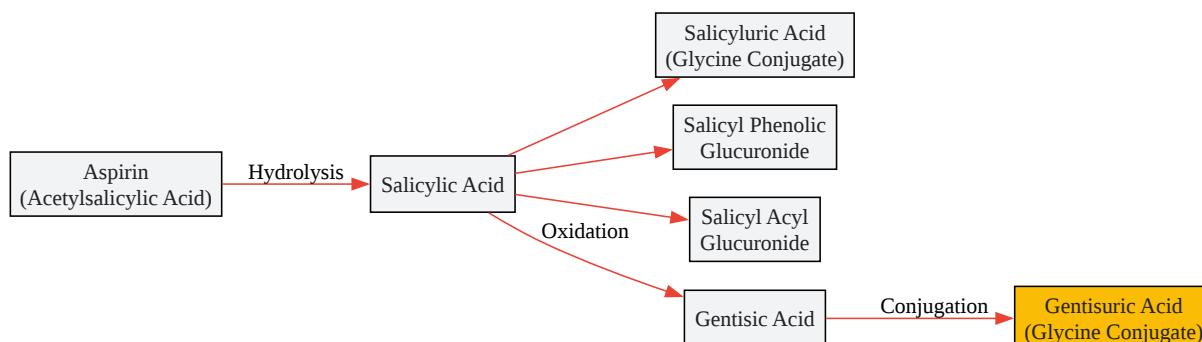 Aspirin
(Acetylsalicylic Acid)
Hydrolysis
Salicylic Acid
Salicyluric Acid
(Glycine Conjugate)
Salicyl Phenolic
Glucuronide
Salicyl Acyl
Glucuronide
Oxidation
Gentisic Acid
Conjugation
Gentisuric Acid
(Glycine Conjugate)